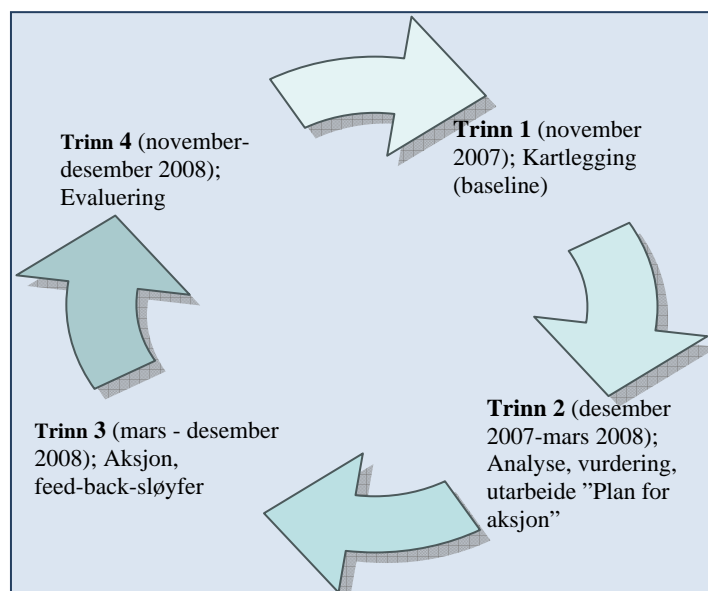 Trinn 1 (november
2007); Kartlegging
(baseline)
Trinn 2 (desember
2007-mars 2008);
Analyse, vurdering,
utarbeide ”Plan for
aksjon”
Trinn 3 (mars - desember
2008); Aksjon,
feed-back-sløyfer
Trinn 4 (november-
desember 2008);
Evaluering